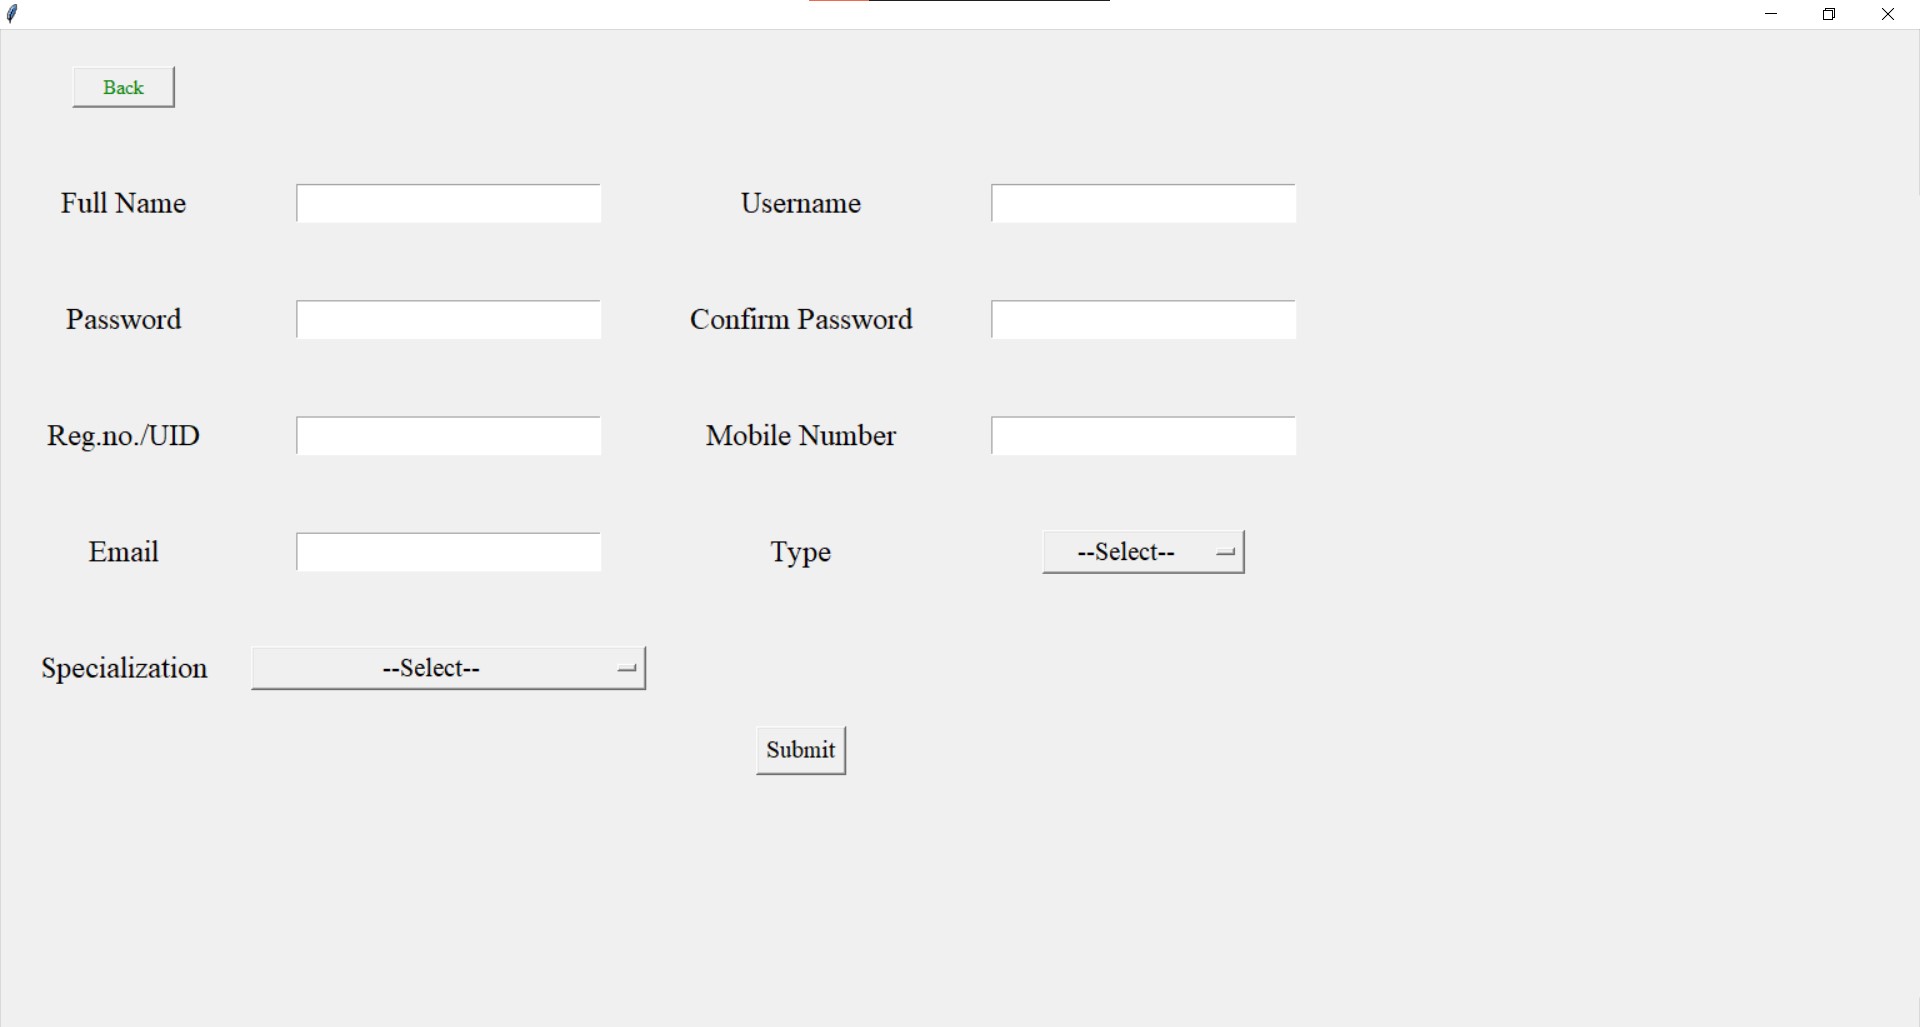 Back
Full Name
Username
Password
Confirm Password
Reg.no./UID
Mobile Number
Email
Type
--Select--
Specialization
--Select--
Submit